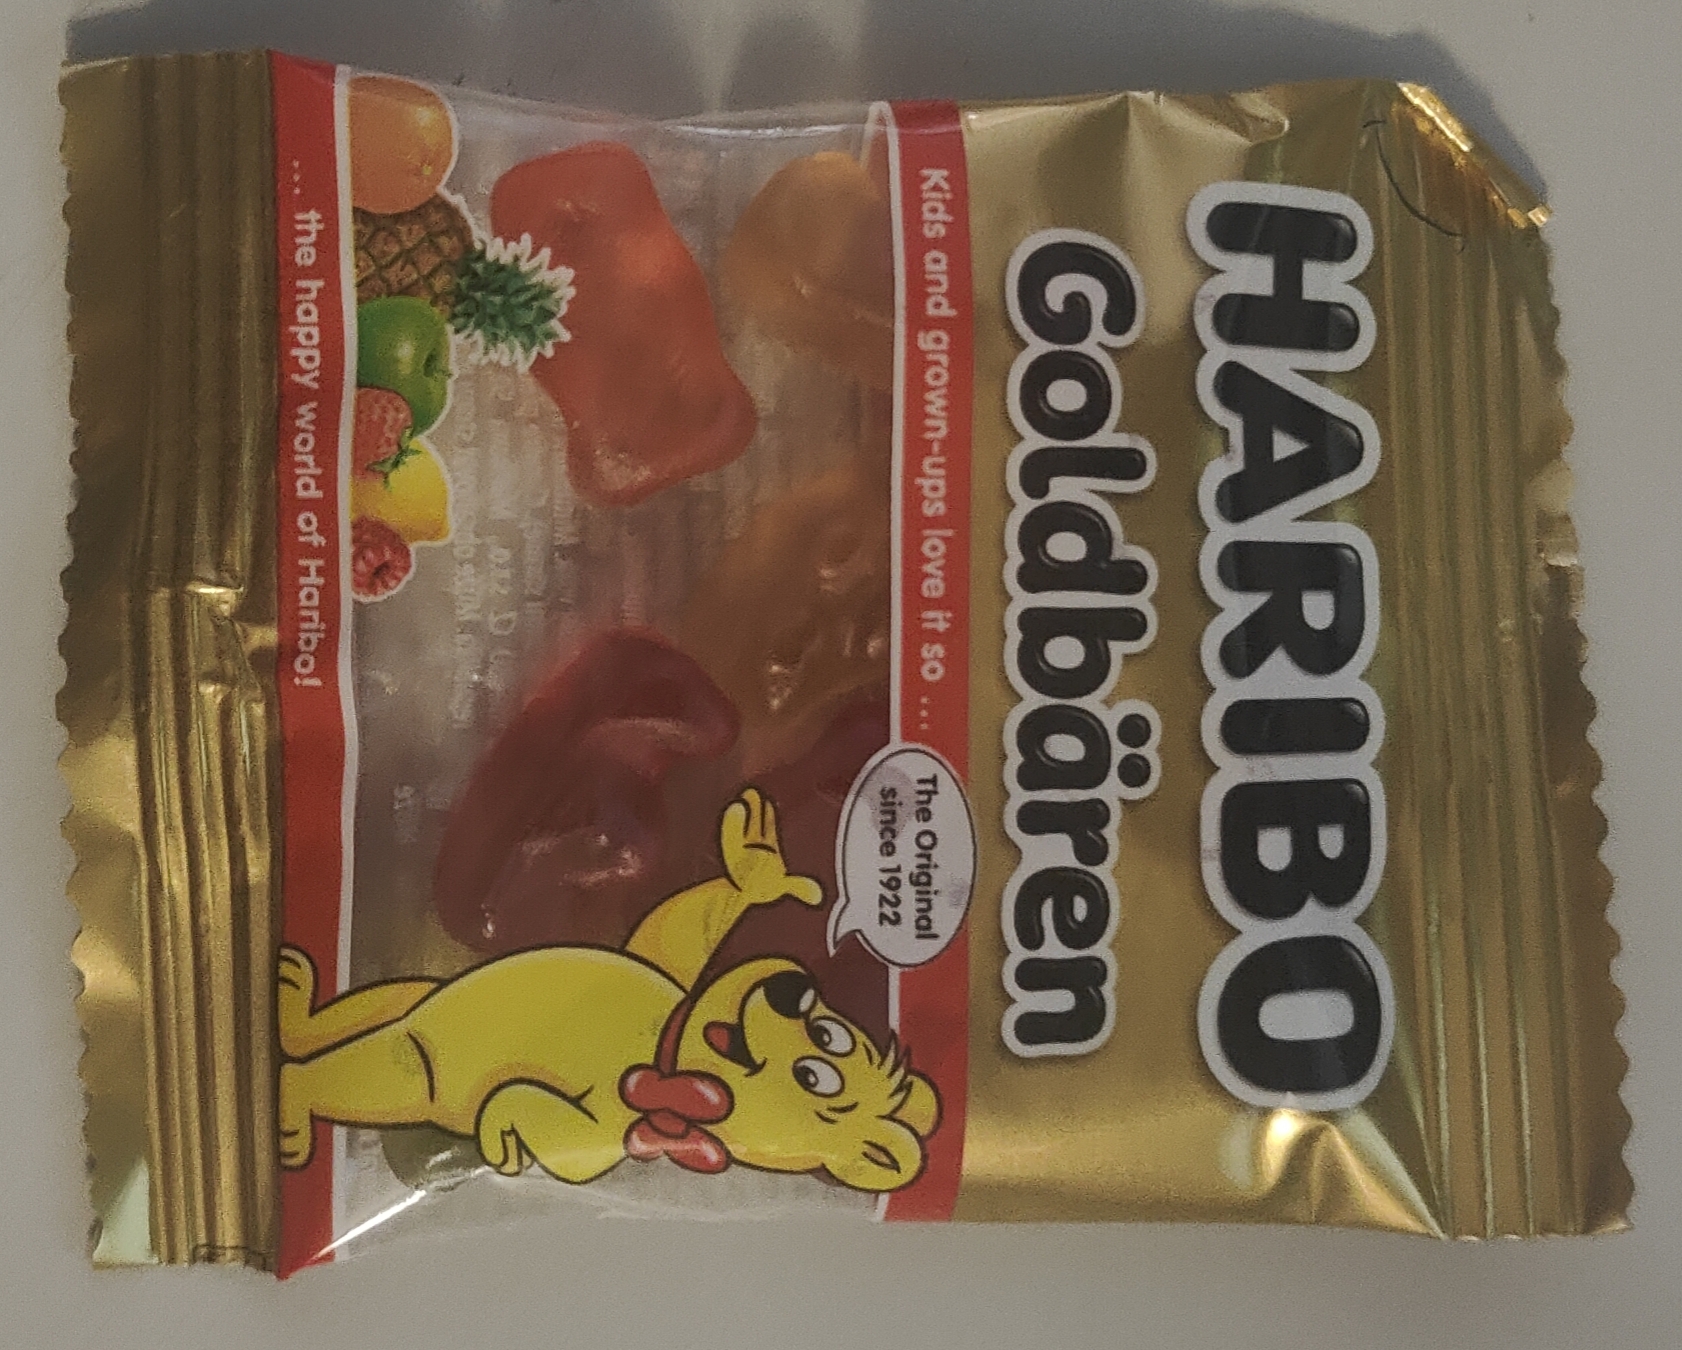 HARIBO
Goldbären
Kids and grown-ups love it so ...
The Original
since 1922
... the happy world of Haribo!